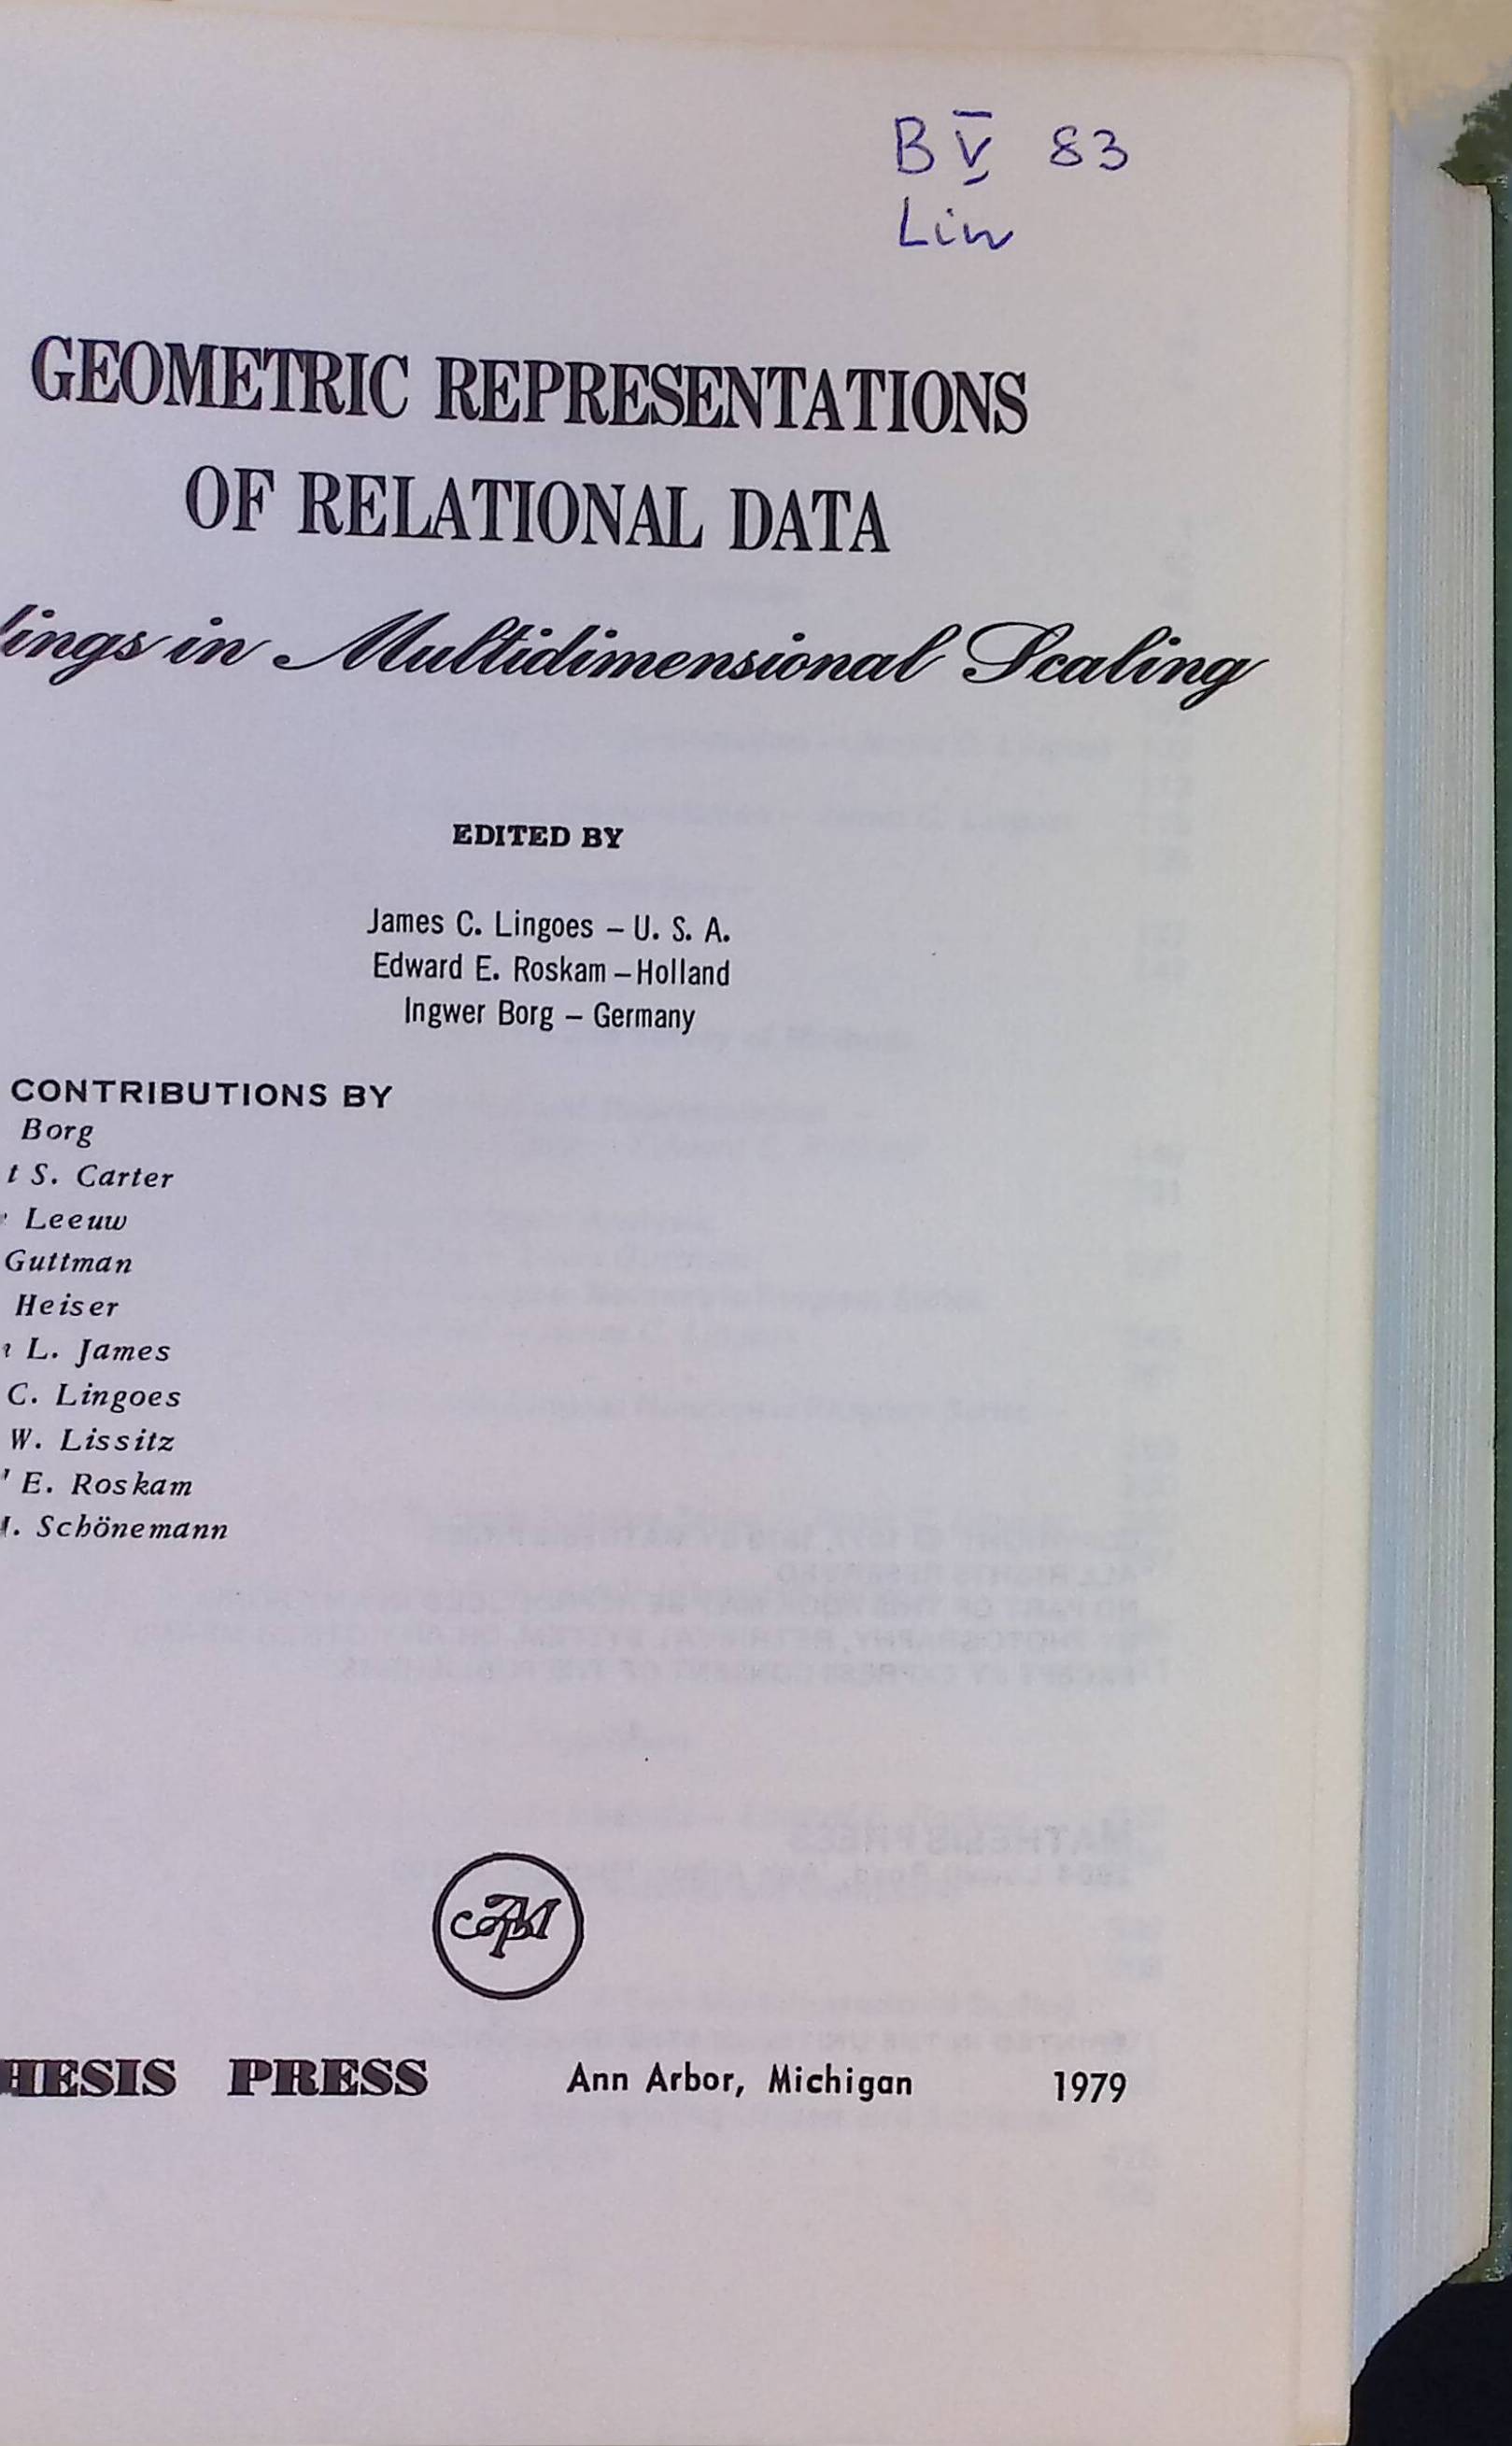 B V 83
Lin
GEOMETRIC REPRESENTATIONS
OF RELATIONAL DATA
lings in Multidimensional Scaling
EDITED BY
James C. Lingoes – U. S. A.
Edward E. Roskam – Holland
Ingwer Borg – Germany
CONTRIBUTIONS BY
Borg
t S. Carter
Leeuw
Guttman
Heiser
L. James
C. Lingoes
W. Lissitz
E. Roskam
. Schönemann
HESIS PRESS Ann Arbor, Michigan 1979